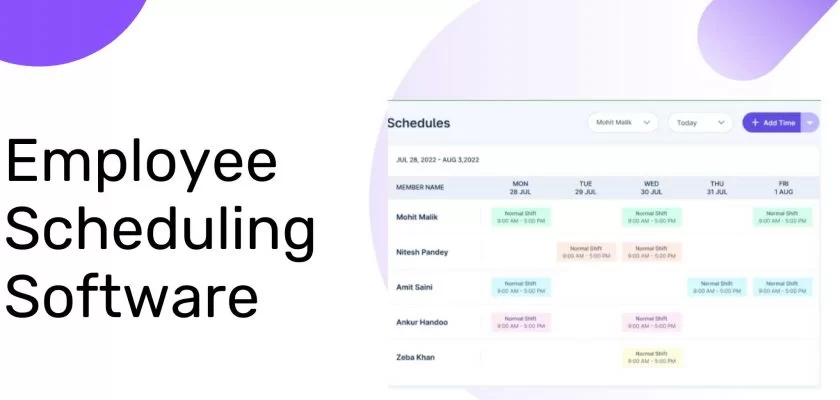 Employee
Scheduling
Software
Schedules
Mohit Malik
Today
+ Add Time
JUL 28, 2022 - AUG 3,2022
MEMBER NAME
MON
28 JUL
TUE
29 JUL
WED
30 JUL
THU
31 JUL
FRI
1 AUG
Mohit Malik
Normal Shift
9:00 AM - 5:00 PM
Normal Shift
9:00 AM - 5:00 PM
Normal Shift
9:00 AM - 5:00 PM
Nitesh Pandey
Normal Shift
9:00 AM - 5:00 PM
Normal Shift
9:00 AM - 5:00 PM
Amit Saini
Normal Shift
9:00 AM - 5:00 PM
Normal Shift
9:00 AM - 5:00 PM
Normal Shift
9:00 AM - 5:00 PM
Ankur Handoo
Normal Shift
9:00 AM - 5:00 PM
Normal Shift
9:00 AM - 5:00 PM
Zeba Khan
Normal Shift
9:00 AM - 5:00 PM